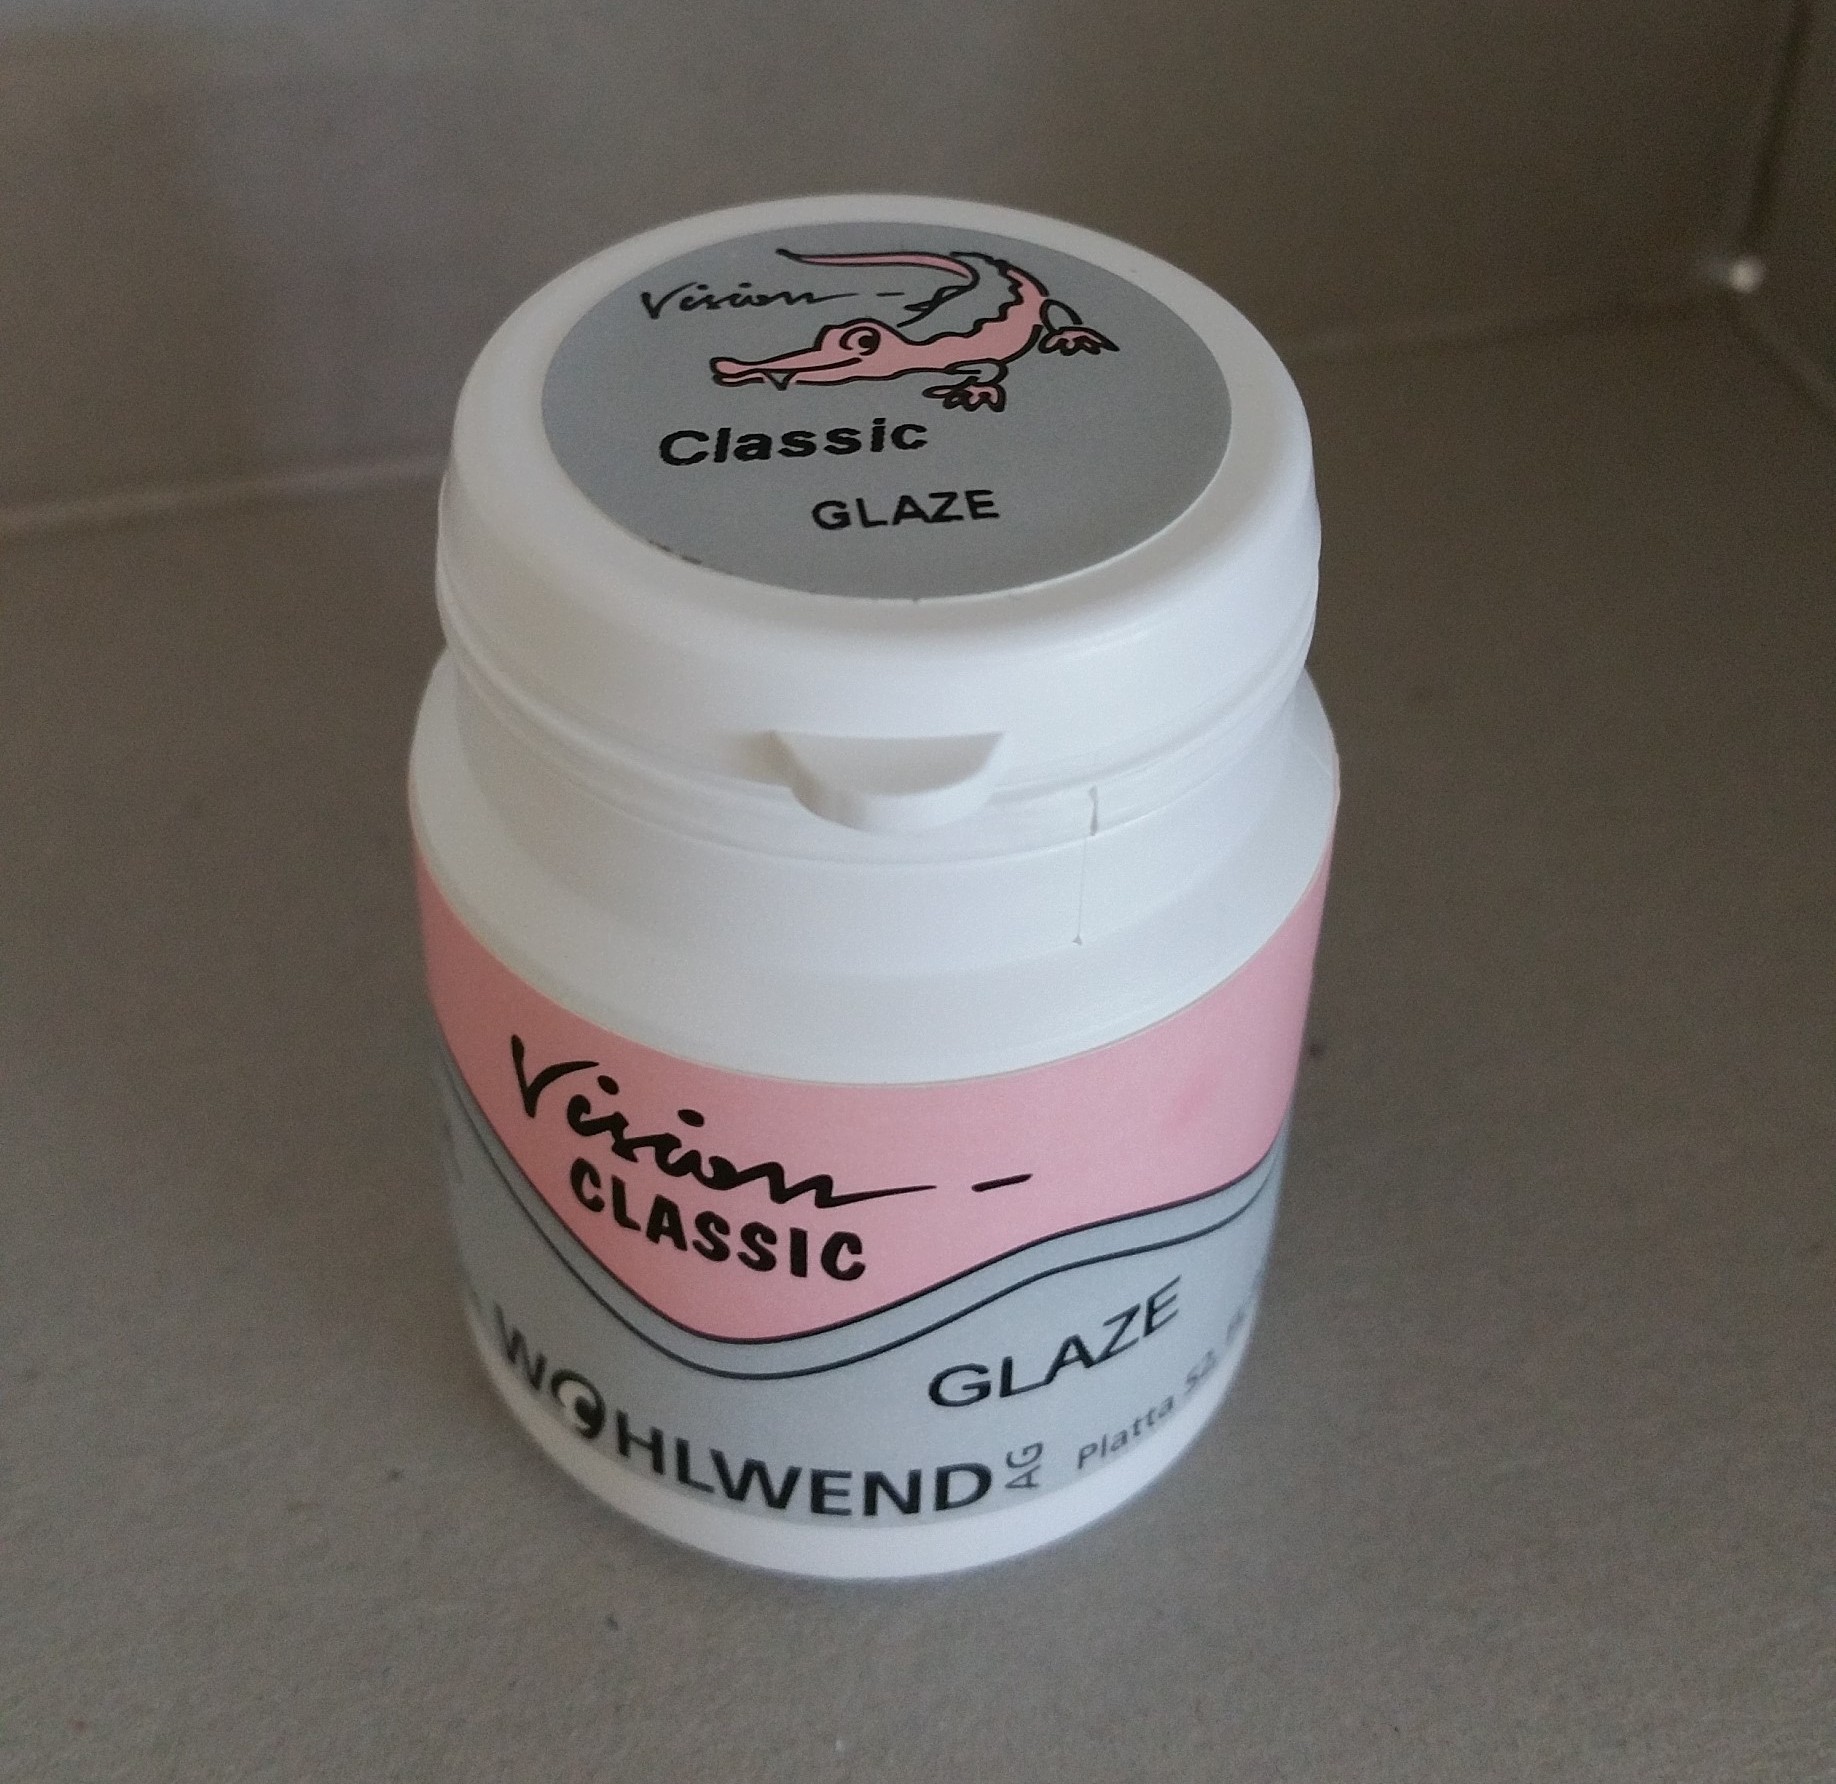 Vision -
Classic
GLAZE
Vision -
CLASSIC
GLAZE
WOHLWEND AG Platta 52,